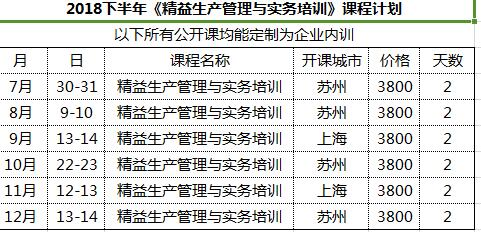 2018下半年《精益生产管理与实务培训》课程计划
以下所有公开课均能定制为企业内训
月 日 课程名称 开课城市 价格 天数
7月 30-31 精益生产管理与实务培训 苏州 3800 2
8月 9-10 精益生产管理与实务培训 苏州 3800 2
9月 13-14 精益生产管理与实务培训 上海 3800 2
10月 22-23 精益生产管理与实务培训 苏州 3800 2
11月 12-13 精益生产管理与实务培训 上海 3800 2
12月 13-14 精益生产管理与实务培训 苏州 3800 2